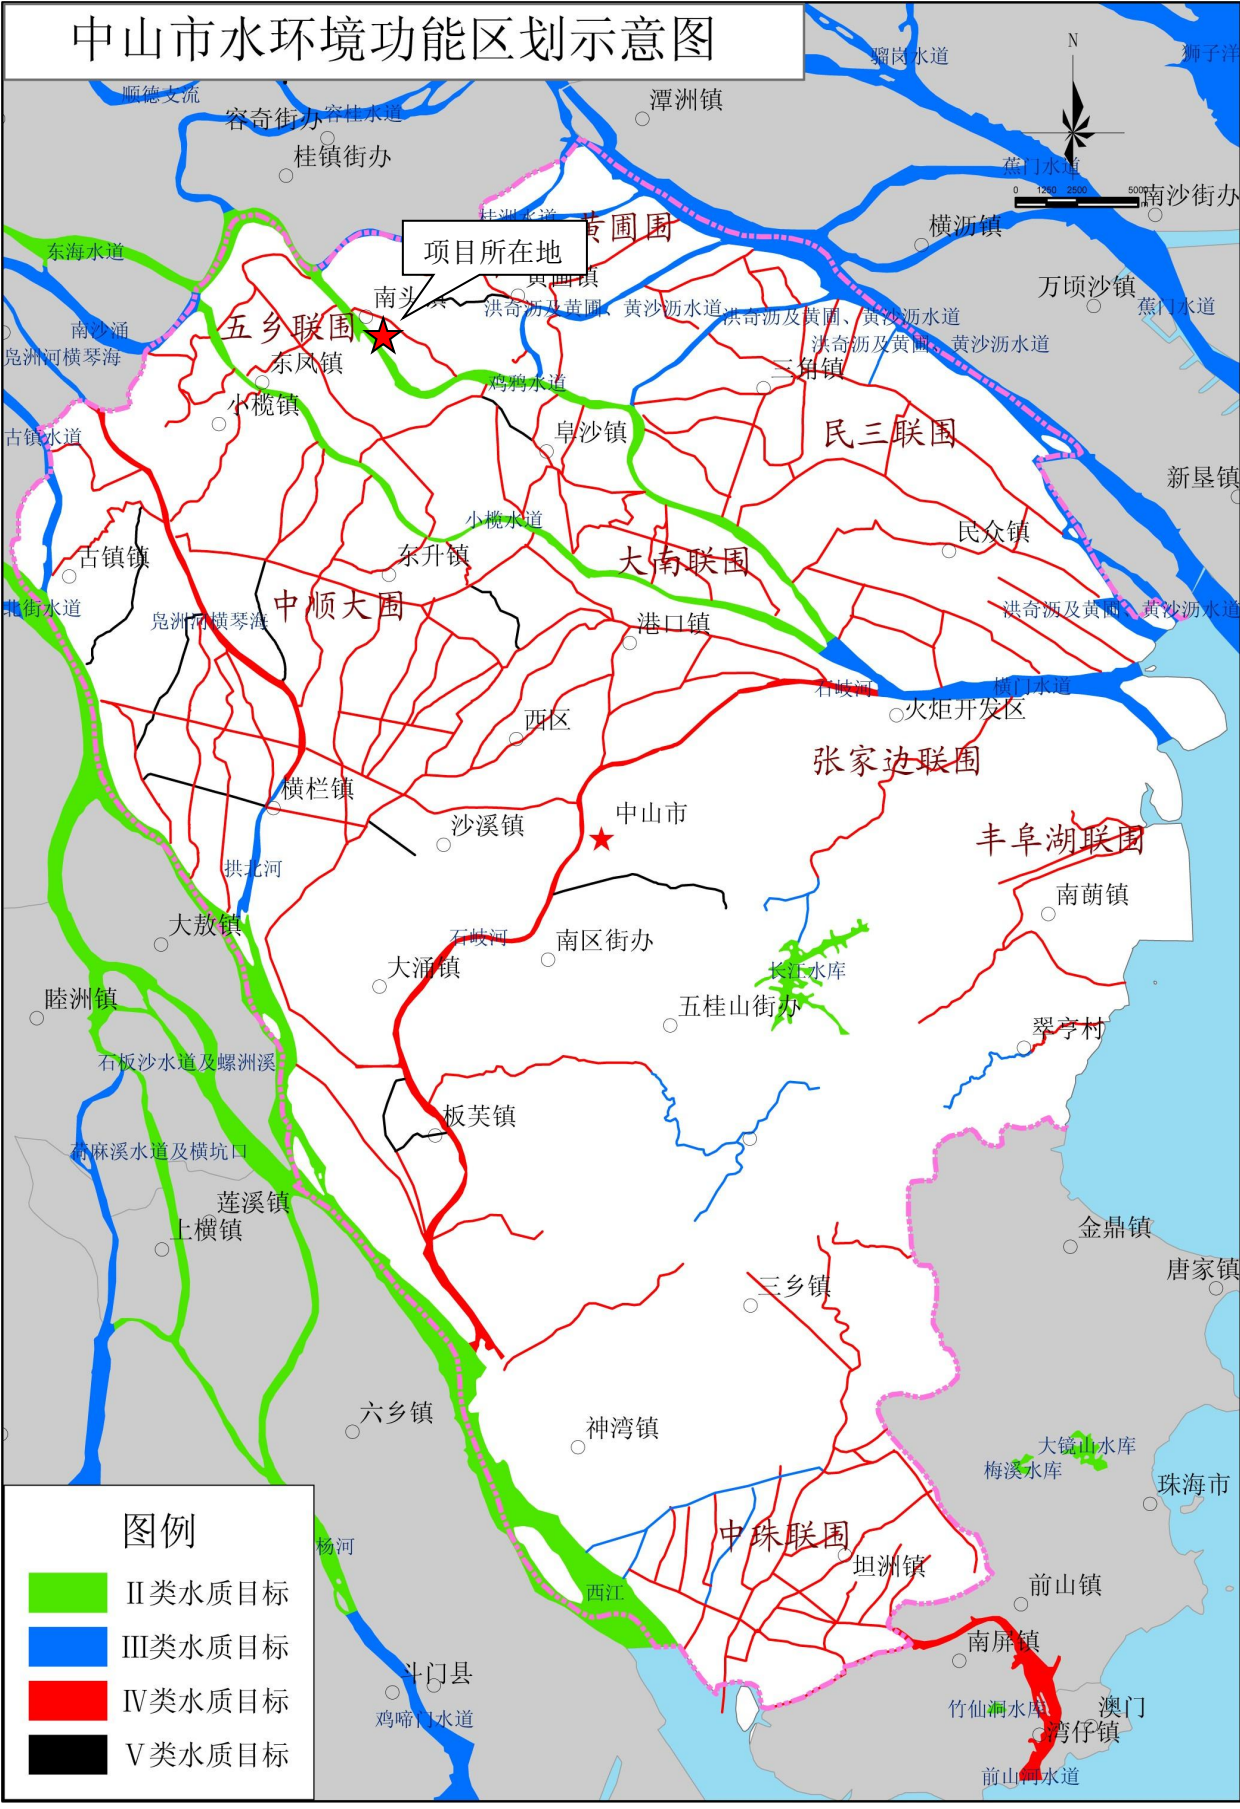 中山市水环境功能区划示意图
骝岗水道
狮子洋
N
顺德支流
容奇街办
容桂水道
潭洲镇
桂镇街办
蕉门水道
0 1250 2500 5000
南沙街办
桂洲水道
黄圃围
横沥镇
东海水道
项目所在地
黄圃镇
万顷沙镇
南头镇
洪奇沥及黄圃、黄沙沥水道
洪奇沥及黄圃、黄沙沥水道
蕉门水道
南沙涌
五乡联围
洪奇沥及黄圃、黄沙沥水道
凫洲河横琴海
东凤镇
鸡鸦水道
三角镇
小榄镇
古镇水道
阜沙镇
民三联围
新垦镇
小榄水道
民众镇
古镇镇
东升镇
大南联围
北街水道
凫洲河横琴海
中顺大围
港口镇
洪奇沥及黄圃、黄沙沥水道
石岐河
横门水道
西区
火炬开发区
张家边联围
横栏镇
沙溪镇
中山市
丰阜湖联围
拱北河
南蓢镇
大敖镇
石岐河
南区街办
大涌镇
长江水库
睦洲镇
五桂山街办
翠亨村
石板沙水道及螺洲溪
板芙镇
荷麻溪水道及横坑口
莲溪镇
上横镇
金鼎镇
唐家镇
三乡镇
六乡镇
神湾镇
大镜山水库
梅溪水库
珠海市
图例
中珠联围
杨河
坦洲镇
II类水质目标
西江
前山镇
III类水质目标
南屏镇
斗门县
IV类水质目标
鸡啼门水道
竹仙洞水库
澳门
湾仔镇
V类水质目标
前山河水道